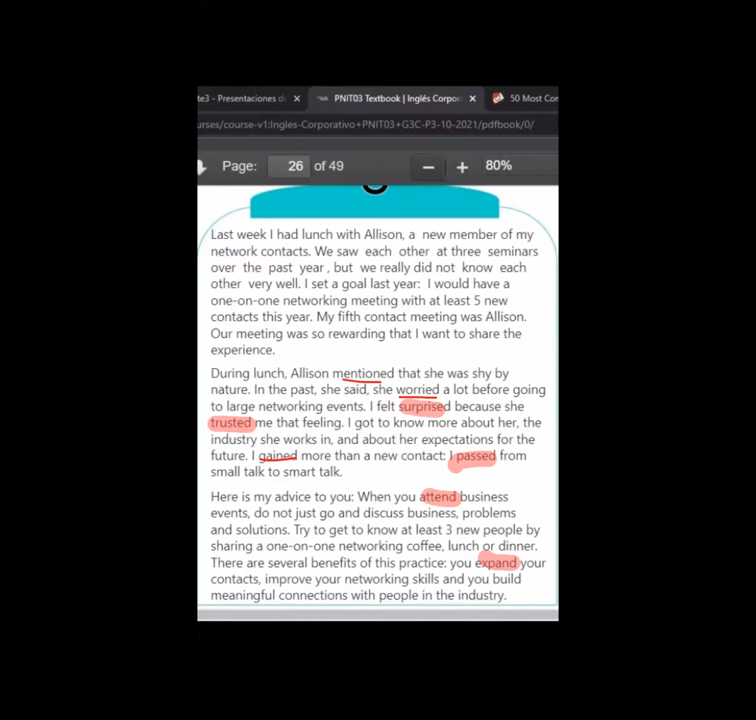 te3 - Presentaciones de
PNIT03 Textbook | Inglés Corpor
50 Most Con
urses/course-v1:Ingles-Corporativo+PNIT03+G3C-P3-10-2021/pdfbook/0/
Page: 26 of 49 80%
Last week I had lunch with Allison, a new member of my
network contacts. We saw each other at three seminars
over the past year, but we really did not know each
other very well. I set a goal last year: I would have a
one-on-one networking meeting with at least 5 new
contacts this year. My fifth contact meeting was Allison.
Our meeting was so rewarding that I want to share the
experience.
During lunch, Allison mentioned that she was shy by
nature. In the past, she said, she worried a lot before going
to large networking events. I felt surprised because she
trusted me that feeling. I got to know more about her, the
industry she works in, and about her expectations for the
future. I gained more than a new contact: I passed from
small talk to smart talk.
Here is my advice to you: When you attend business
events, do not just go and discuss business, problems
and solutions. Try to get to know at least 3 new people by
sharing a one-on-one networking coffee, lunch or dinner.
There are several benefits of this practice: you expand your
contacts, improve your networking skills and you build
meaningful connections with people in the industry.